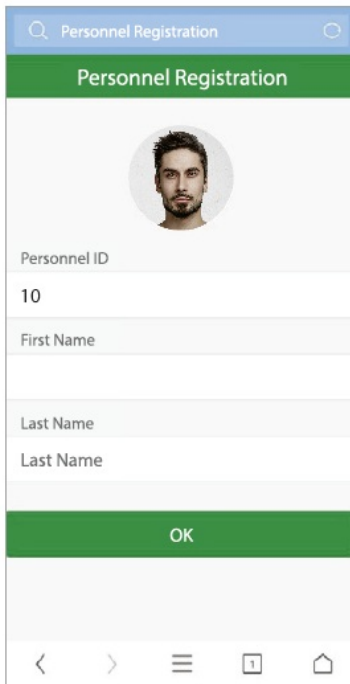 Personnel Registration
Personnel Registration
Personnel ID
10
First Name
Last Name
Last Name
OK
1